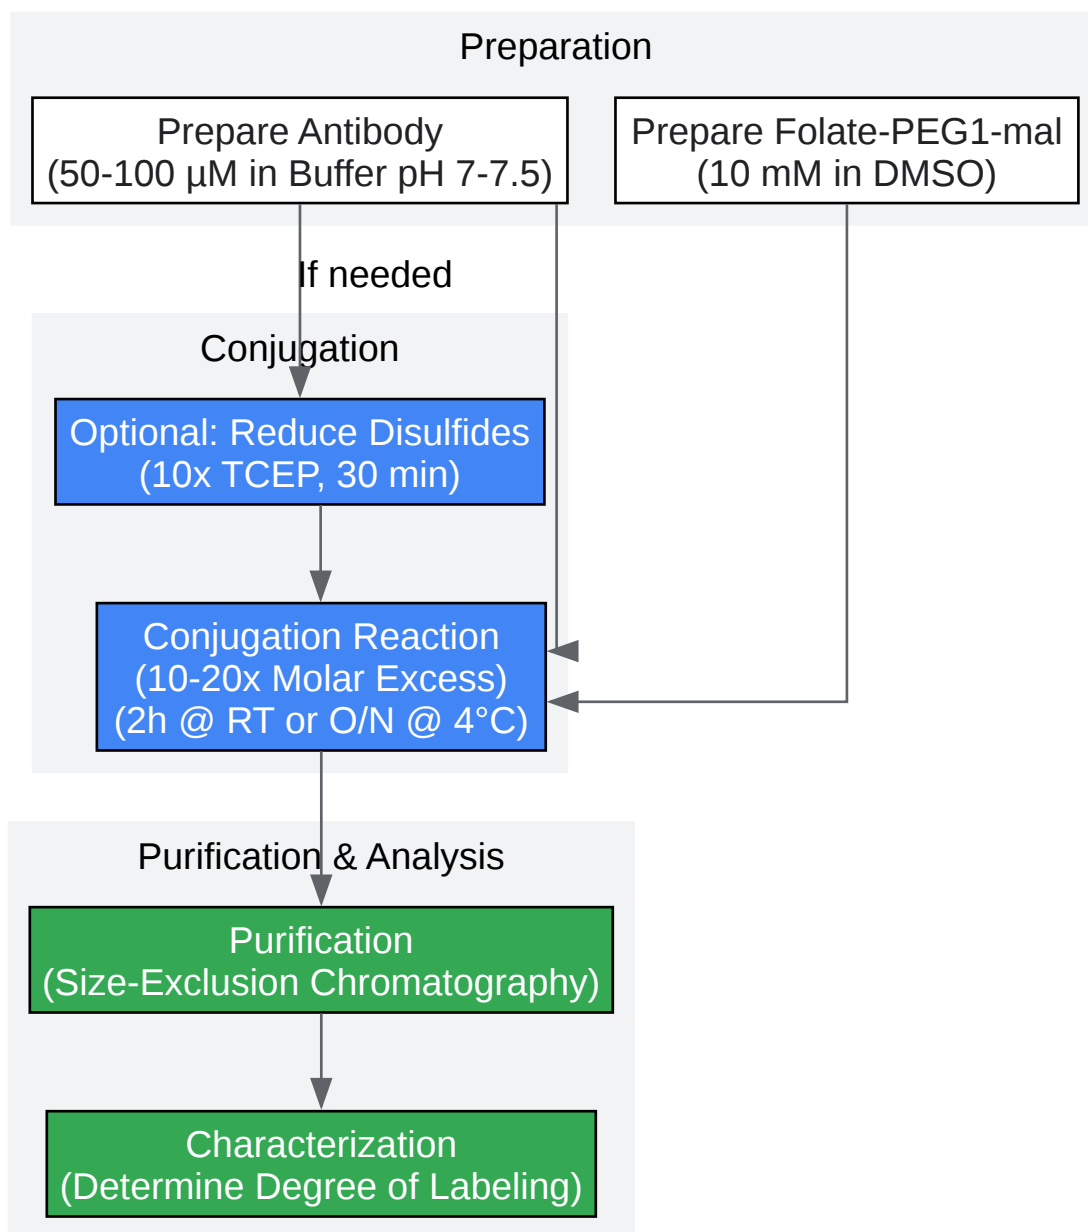 Preparation
Prepare Antibody
(50-100 µM in Buffer pH 7-7.5)
Prepare Folate-PEG1-mal
(10 mM in DMSO)
If needed
Conjugation
Optional: Reduce Disulfides
(10x TCEP, 30 min)
Conjugation Reaction
(10-20x Molar Excess)
(2h @ RT or O/N @ 4°C)
Purification & Analysis
Purification
(Size-Exclusion Chromatography)
Characterization
(Determine Degree of Labeling)